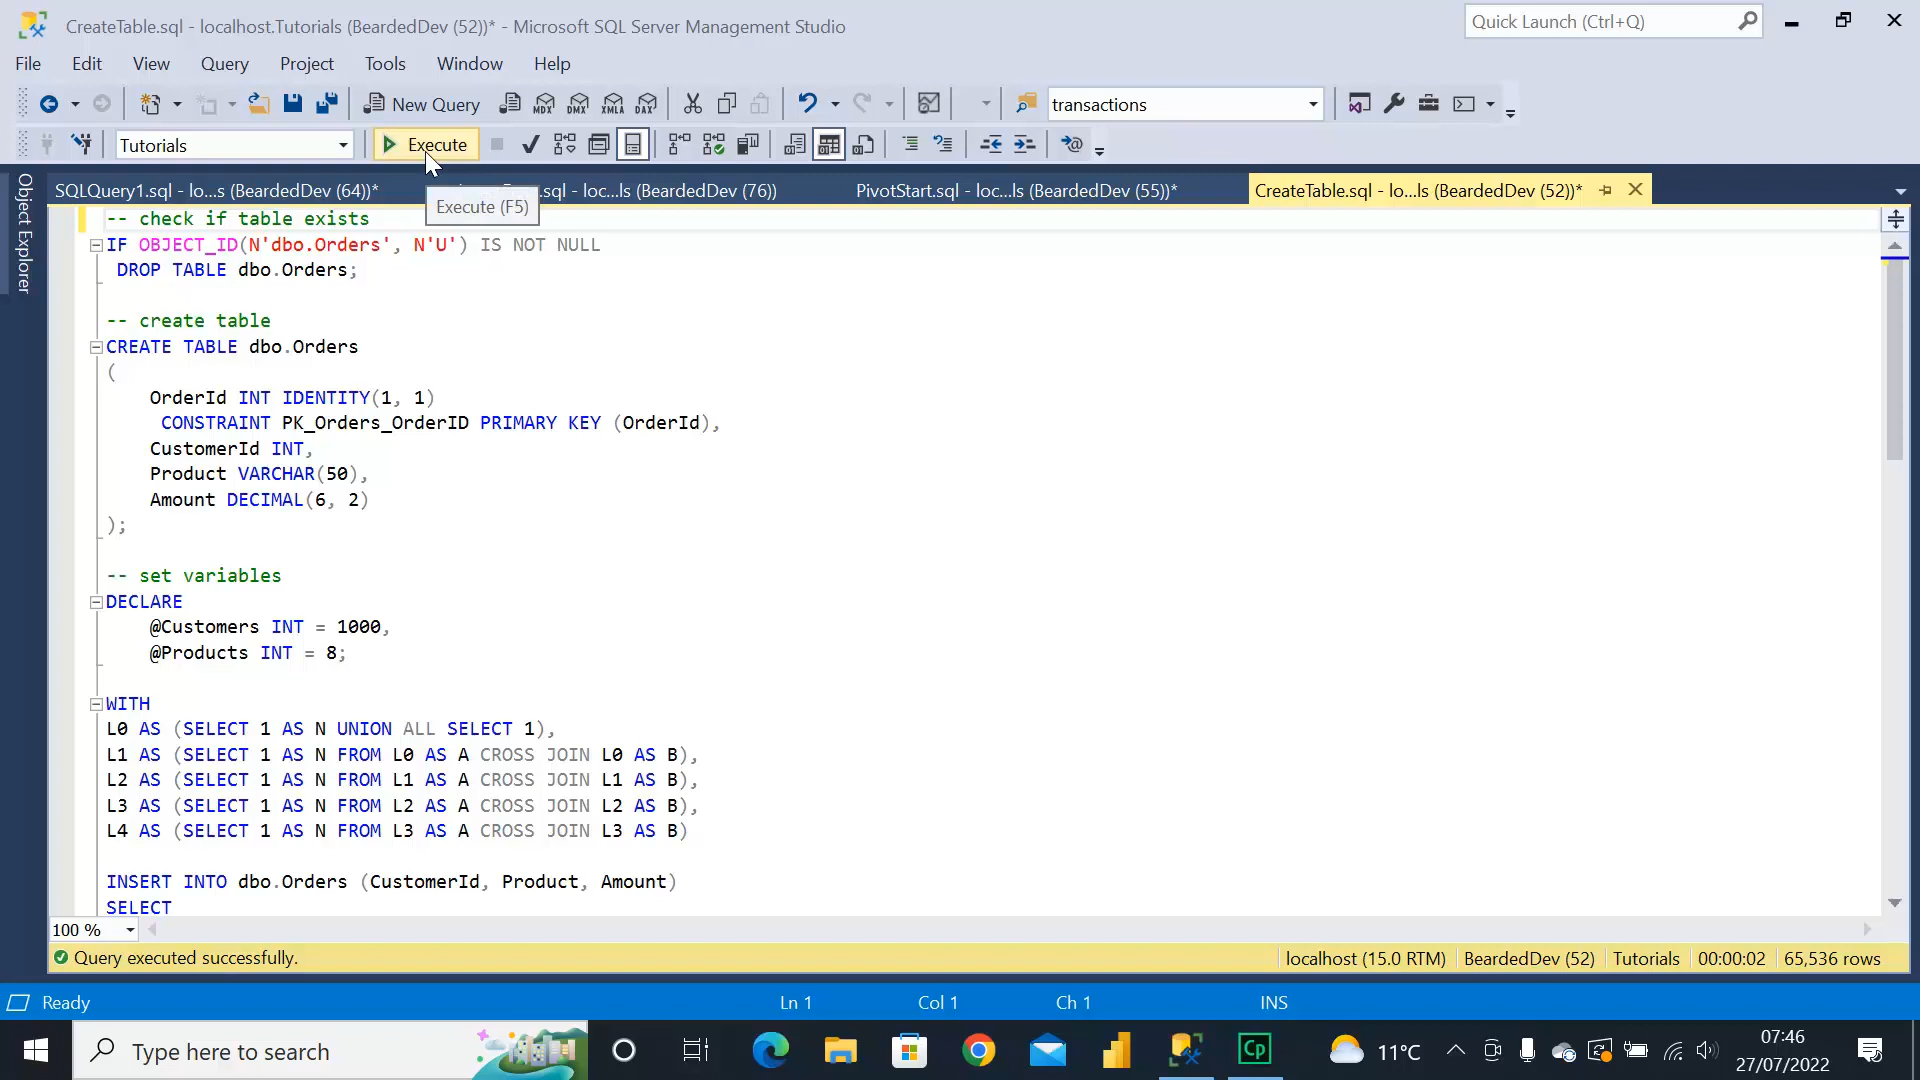 CreateTable.sql - localhost.Tutorials (BeardedDev (52))* - Microsoft SQL Server Management Studio
Quick Launch (Ctrl+Q)
File Edit View Query Project Tools Window Help
New Query MDX DMX XMLA DAX transactions
Tutorials Execute
SQLQuery1.sql - lo...s (BeardedDev (64))* .sql - loc...ls (BeardedDev (76)) PivotStart.sql - loc...ls (BeardedDev (55))* CreateTable.sql - lo...ls (BeardedDev (52))*
Execute (F5)
Object Explorer
-- check if table exists
IF OBJECT_ID(N'dbo.Orders', N'U') IS NOT NULL
DROP TABLE dbo.Orders;
-- create table
CREATE TABLE dbo.Orders
(
OrderId INT IDENTITY(1, 1)
CONSTRAINT PK_Orders_OrderID PRIMARY KEY (OrderId),
CustomerId INT,
Product VARCHAR(50),
Amount DECIMAL(6, 2)
);
-- set variables
DECLARE
@Customers INT = 1000,
@Products INT = 8;
WITH
L0 AS (SELECT 1 AS N UNION ALL SELECT 1),
L1 AS (SELECT 1 AS N FROM L0 AS A CROSS JOIN L0 AS B),
L2 AS (SELECT 1 AS N FROM L1 AS A CROSS JOIN L1 AS B),
L3 AS (SELECT 1 AS N FROM L2 AS A CROSS JOIN L2 AS B),
L4 AS (SELECT 1 AS N FROM L3 AS A CROSS JOIN L3 AS B)
INSERT INTO dbo.Orders (CustomerId, Product, Amount)
SELECT
100 %
Query executed successfully. localhost (15.0 RTM) BeardedDev (52) Tutorials 00:00:02 65,536 rows
Ready Ln 1 Col 1 Ch 1 INS
Type here to search Cp 11°C 07:46
27/07/2022